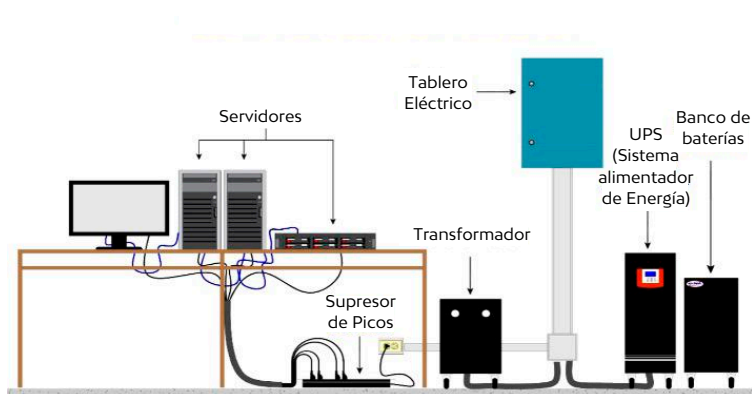 Servidores
Tablero
Eléctrico
UPS
(Sistema
alimentador
de Energía)
Banco de
baterías
Transformador
Supresor
de Picos